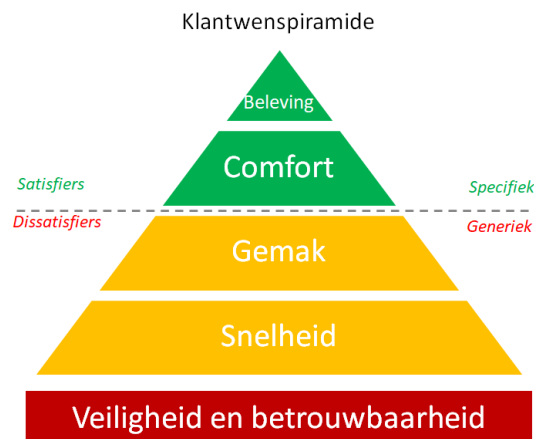 Klantwenspiramide
Beleving
Comfort
Satisfiers
Specifiek
Dissatisfiers
Generiek
Gemak
Snelheid
Veiligheid en betrouwbaarheid